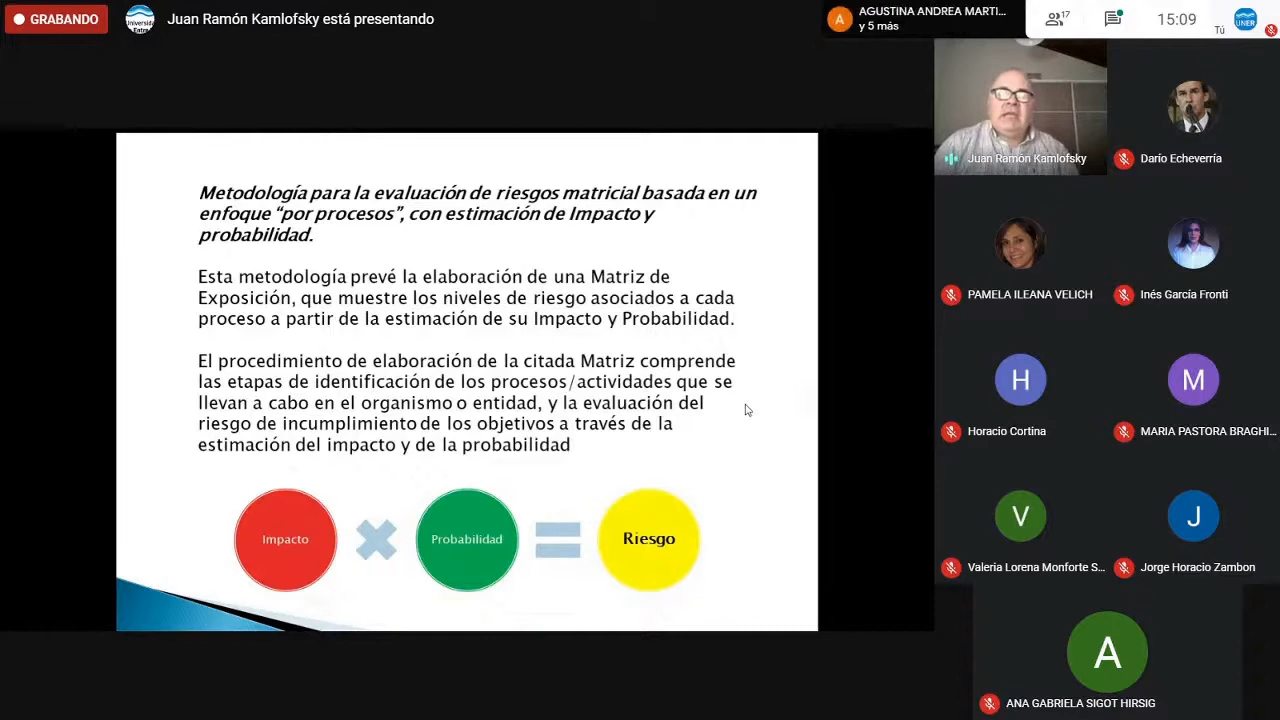 GRABANDO
Juan Ramón Kamlofsky está presentando
A
AGUSTINA ANDREA MARTI...
y 5 más
17
15:09
Tú
UNER
Metodología para la evaluación de riesgos matricial basada en un
enfoque “por procesos”, con estimación de Impacto y
probabilidad.
Esta metodología prevé la elaboración de una Matriz de
Exposición, que muestre los niveles de riesgo asociados a cada
proceso a partir de la estimación de su Impacto y Probabilidad.
El procedimiento de elaboración de la citada Matriz comprende
las etapas de identificación de los procesos/actividades que se
llevan a cabo en el organismo o entidad, y la evaluación del
riesgo de incumplimiento de los objetivos a través de la
estimación del impacto y de la probabilidad
Impacto
Probabilidad
Riesgo
Juan Ramón Kamlofsky
Darío Echeverría
PAMELA ILEANA VELICH
Inés García Fronti
H
M
Horacio Cortina
MARIA PASTORA BRAGHI...
V
J
Valeria Lorena Monforte S...
Jorge Horacio Zambon
A
ANA GABRIELA SIGOT HIRSIG